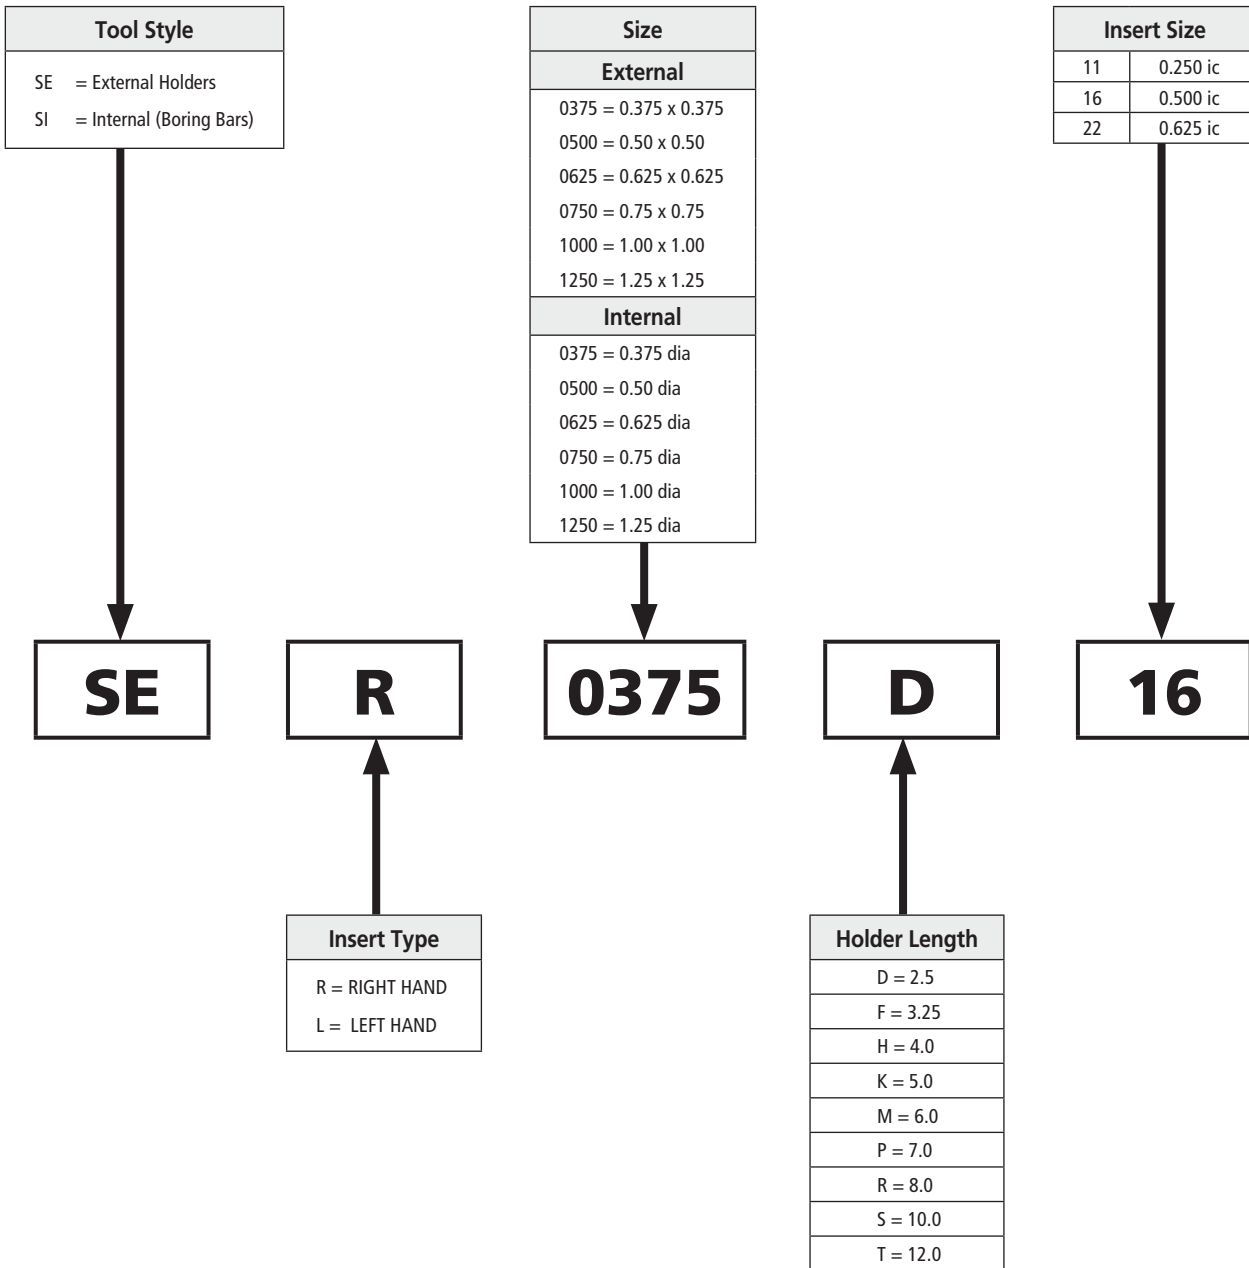 Tool Style
SE = External Holders
SI = Internal (Boring Bars)
Size
External
0375 = 0.375 x 0.375
0500 = 0.50 x 0.50
0625 = 0.625 x 0.625
0750 = 0.75 x 0.75
1000 = 1.00 x 1.00
1250 = 1.25 x 1.25
Internal
0375 = 0.375 dia
0500 = 0.50 dia
0625 = 0.625 dia
0750 = 0.75 dia
1000 = 1.00 dia
1250 = 1.25 dia
Insert Size
11 0.250 ic
16 0.500 ic
22 0.625 ic
SE R 0375 D 16
Insert Type
R = RIGHT HAND
L = LEFT HAND
Holder Length
D = 2.5
F = 3.25
H = 4.0
K = 5.0
M = 6.0
P = 7.0
R = 8.0
S = 10.0
T = 12.0